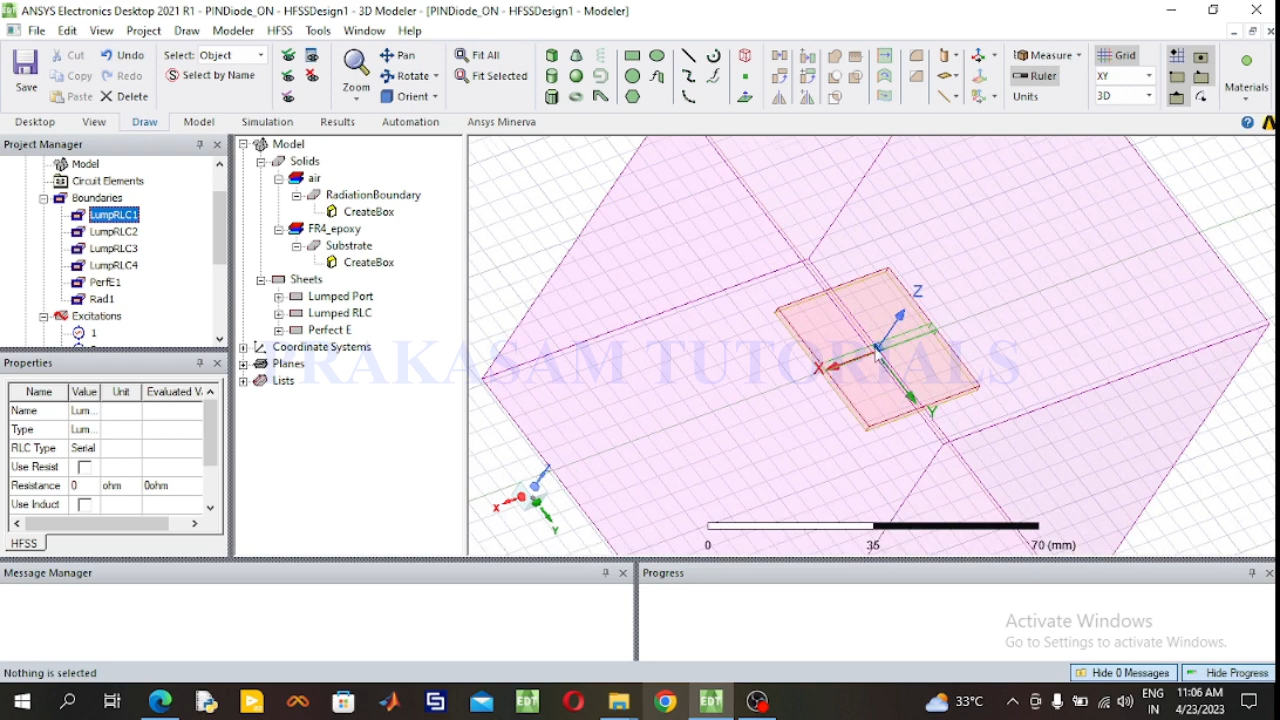 ANSYS Electronics Desktop 2021 R1 - PINDiode_ON - HFSSDesign1 - 3D Modeler - [PINDiode_ON - HFSSDesign1 - Modeler]
File Edit View Project Draw Modeler HFSS Tools Window Help
Save
Cut
Copy
Paste
Undo
Redo
Delete
Select: Object
Select by Name
Zoom
Pan
Rotate
Orient
Fit All
Fit Selected
Measure
Ruler
Units
Grid
XY
3D
Materials
Desktop View Draw Model Simulation Results Automation Ansys Minerva
Project Manager
Model
Circuit Elements
Boundaries
LumpRLC1
LumpRLC2
LumpRLC3
LumpRLC4
PerfE1
Rad1
Excitations
1
Properties
Name Value Unit Evaluated V
Name Lum...
Type Lum...
RLC Type Serial
Use Resist
Resistance 0 ohm 0ohm
Use Induct
HFSS
Model
Solids
air
RadiationBoundary
CreateBox
FR4_epoxy
Substrate
CreateBox
Sheets
Lumped Port
Lumped RLC
Perfect E
Coordinate Systems
Planes
Lists
PRAKASAM TUTORIALS
Z
X
Y
X
Y
0 35 70 (mm)
Message Manager
Progress
Activate Windows
Go to Settings to activate Windows.
Nothing is selected
Hide 0 Messages
Hide Progress
EDT
EDT
33°C
ENG
IN
11:06 AM
4/23/2023